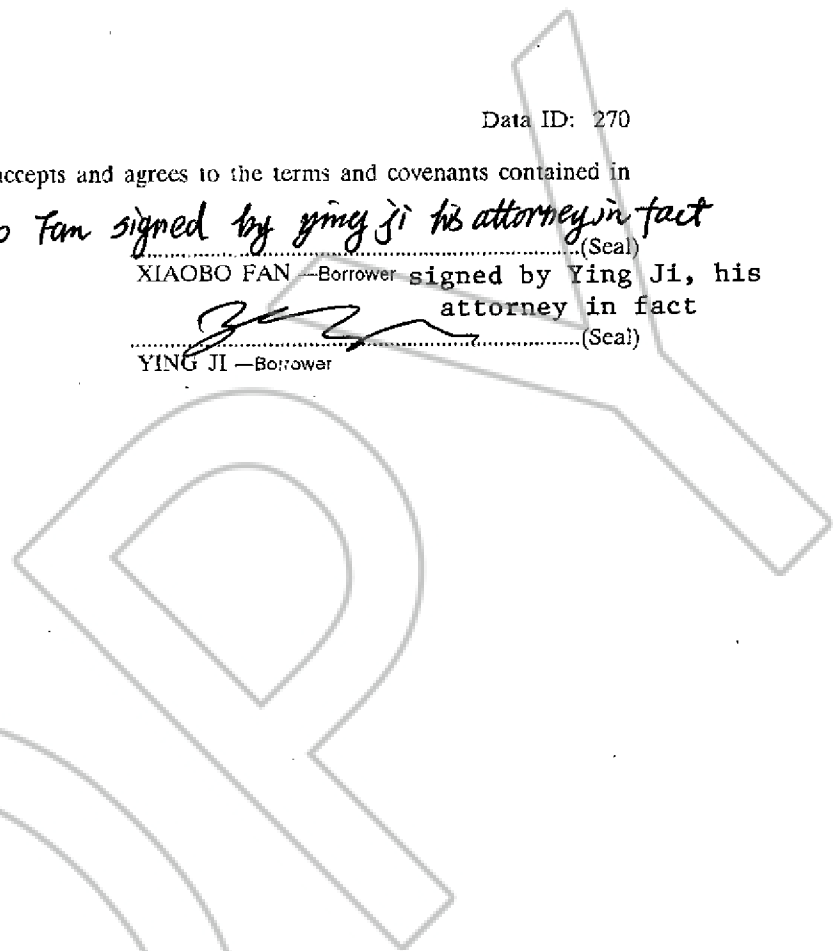 Data ID: 270
accepts and agrees to the terms and covenants contained in
o Fan signed by ying ji his attorney in fact
(Seal)
XIAOBO FAN —Borrower signed by Ying Ji, his
attorney in fact
(Seal)
YING JI —Borrower